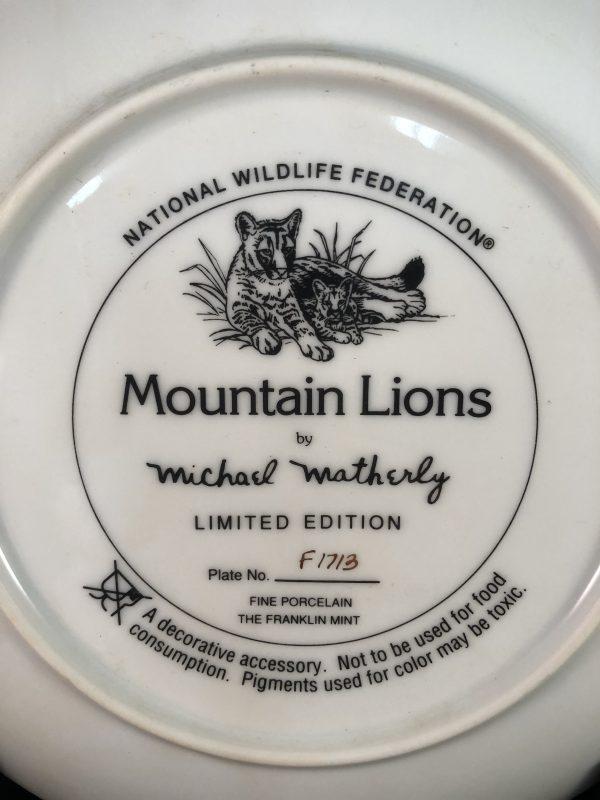 NATIONAL WILDLIFE FEDERATION®
Mountain Lions
by
Michael Matherly
LIMITED EDITION
Plate No. F1713
FINE PORCELAIN
THE FRANKLIN MINT
A decorative accessory. Not to be used for food
consumption. Pigments used for color may be toxic.